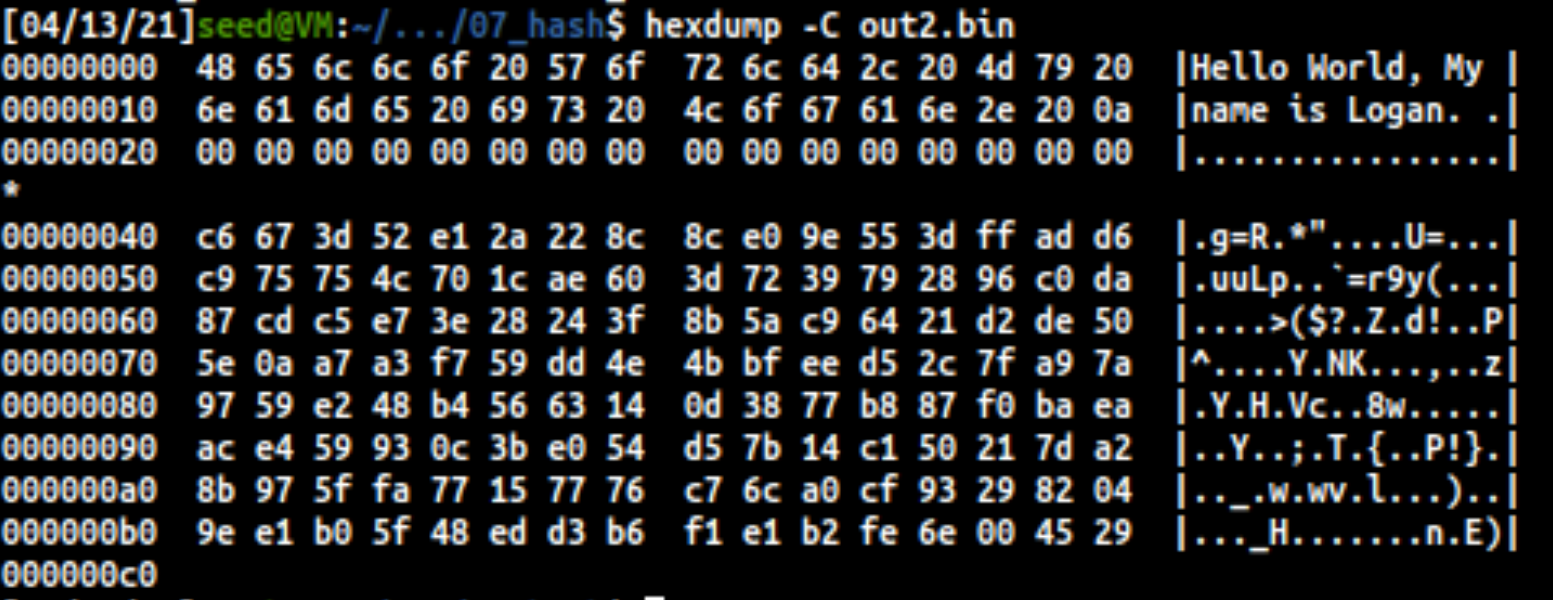 [04/13/21]seed@VM:~/.../07_hash$ hexdump -C out2.bin
00000000  48 65 6c 6c 6f 20 57 6f  72 6c 64 2c 20 4d 79 20  |Hello World, My |
00000010  6e 61 6d 65 20 69 73 20  4c 6f 67 61 6e 2e 20 0a  |name is Logan. .|
00000020  00 00 00 00 00 00 00 00  00 00 00 00 00 00 00 00  |................|
*
00000040  c6 67 3d 52 e1 2a 22 8c  8c e0 9e 55 3d ff ad d6  |.g=R.*"....U=...|
00000050  c9 75 75 4c 70 1c ae 60  3d 72 39 79 28 96 c0 da  |.uuLp..`=r9y(...|
00000060  87 cd c5 e7 3e 28 24 3f  8b 5a c9 64 21 d2 de 50  |....>($?.Z.d!..P|
00000070  5e 0a a7 a3 f7 59 dd 4e  4b bf ee d5 2c 7f a9 7a  |^....Y.NK...,..z|
00000080  97 59 e2 48 b4 56 63 14  0d 38 77 b8 87 f0 ba ea  |.Y.H.Vc..8w.....|
00000090  ac e4 59 93 0c 3b e0 54  d5 7b 14 c1 50 21 7d a2  |..Y..;.T.{..P!}.|
000000a0  8b 97 5f fa 77 15 77 76  c7 6c a0 cf 93 29 82 04  |.._.w.wv.l...)..|
000000b0  9e e1 b0 5f 48 ed d3 b6  f1 e1 b2 fe 6e 00 45 29  |..._H.......n.E)|
000000c0